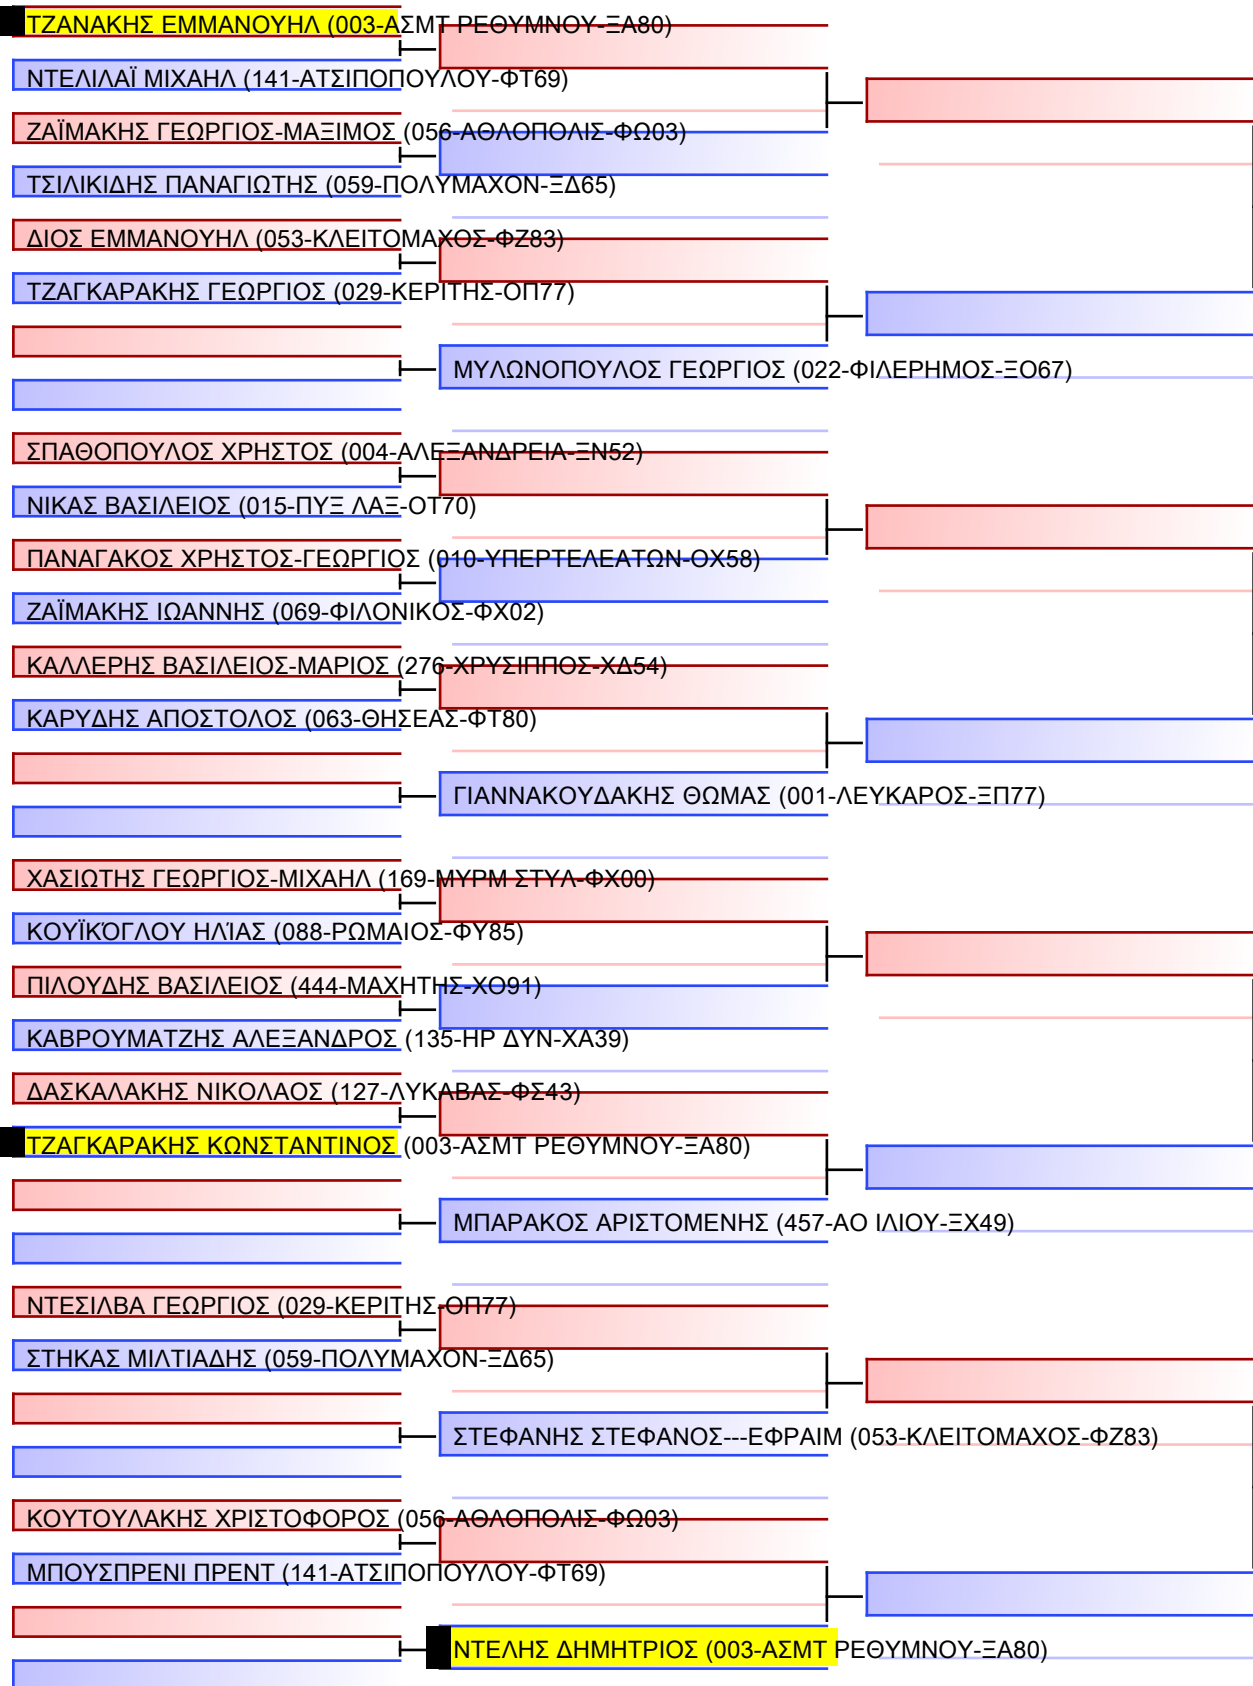 ΤΖΑΝΑΚΗΣ ΕΜΜΑΝΟΥΗΛ (003-ΑΣΜΤ ΡΕΘΥΜΝΟΥ-ΞΑ80)
ΝΤΕΛΙΛΑΪ ΜΙΧΑΗΛ (141-ΑΤΣΙΠΟΠΟΥΛΟΥ-ΦΤ69)
ΖΑΪΜΑΚΗΣ ΓΕΩΡΓΙΟΣ-ΜΑΞΙΜΟΣ (056-ΑΘΛΟΠΟΛΙΣ-ΦΩ03)
ΤΣΙΛΙΚΙΔΗΣ ΠΑΝΑΓΙΩΤΗΣ (059-ΠΟΛΥΜΑΧΟΝ-ΞΔ65)
ΔΙΟΣ ΕΜΜΑΝΟΥΗΛ (053-ΚΛΕΙΤΟΜΑΧΟΣ-ΦΖ83)
ΤΖΑΓΚΑΡΑΚΗΣ ΓΕΩΡΓΙΟΣ (029-ΚΕΡΙΤΗΣ-ΟΠ77)
ΜΥΛΩΝΟΠΟΥΛΟΣ ΓΕΩΡΓΙΟΣ (022-ΦΙΛΕΡΗΜΟΣ-ΞΟ67)
ΣΠΑΘΟΠΟΥΛΟΣ ΧΡΗΣΤΟΣ (004-ΑΛΕΞΑΝΔΡΕΙΑ-ΞΝ52)
ΝΙΚΑΣ ΒΑΣΙΛΕΙΟΣ (015-ΠΥΞ ΛΑΞ-ΟΤ70)
ΠΑΝΑΓΑΚΟΣ ΧΡΗΣΤΟΣ-ΓΕΩΡΓΙΟΣ (010-ΥΠΕΡΤΕΛΕΑΤΩΝ-ΟΧ58)
ΖΑΪΜΑΚΗΣ ΙΩΑΝΝΗΣ (069-ΦΙΛΟΝΙΚΟΣ-ΦΧ02)
ΚΑΛΛΕΡΗΣ ΒΑΣΙΛΕΙΟΣ-ΜΑΡΙΟΣ (276-ΧΡΥΣΙΠΠΟΣ-ΧΔ54)
ΚΑΡΥΔΗΣ ΑΠΟΣΤΟΛΟΣ (063-ΘΗΣΕΑΣ-ΦΤ80)
ΓΙΑΝΝΑΚΟΥΔΑΚΗΣ ΘΩΜΑΣ (001-ΛΕΥΚΑΡΟΣ-ΞΠ77)
ΧΑΣΙΩΤΗΣ ΓΕΩΡΓΙΟΣ-ΜΙΧΑΗΛ (169-ΜΥΡΜ ΣΤΥΛ-ΦΧ00)
ΚΟΥΪΚΌΓΛΟΥ ΗΛΊΑΣ (088-ΡΩΜΑΙΟΣ-ΦΥ85)
ΠΙΛΟΥΔΗΣ ΒΑΣΙΛΕΙΟΣ (444-ΜΑΧΗΤΗΣ-ΧΟ91)
ΚΑΒΡΟΥΜΑΤΖΗΣ ΑΛΕΞΑΝΔΡΟΣ (135-ΗΡ ΔΥΝ-ΧΑ39)
ΔΑΣΚΑΛΑΚΗΣ ΝΙΚΟΛΑΟΣ (127-ΛΥΚΑΒΑΣ-ΦΣ43)
ΤΖΑΓΚΑΡΑΚΗΣ ΚΩΝΣΤΑΝΤΙΝΟΣ (003-ΑΣΜΤ ΡΕΘΥΜΝΟΥ-ΞΑ80)
ΜΠΑΡΑΚΟΣ ΑΡΙΣΤΟΜΕΝΗΣ (457-ΑΟ ΙΛΙΟΥ-ΞΧ49)
ΝΤΕΣΙΛΒΑ ΓΕΩΡΓΙΟΣ (029-ΚΕΡΙΤΗΣ-ΟΠ77)
ΣΤΗΚΑΣ ΜΙΛΤΙΑΔΗΣ (059-ΠΟΛΥΜΑΧΟΝ-ΞΔ65)
ΣΤΕΦΑΝΗΣ ΣΤΕΦΑΝΟΣ---ΕΦΡΑΙΜ (053-ΚΛΕΙΤΟΜΑΧΟΣ-ΦΖ83)
ΚΟΥΤΟΥΛΑΚΗΣ ΧΡΙΣΤΟΦΟΡΟΣ (056-ΑΘΛΟΠΟΛΙΣ-ΦΩ03)
ΜΠΟΥΣΠΡΕΝΙ ΠΡΕΝΤ (141-ΑΤΣΙΠΟΠΟΥΛΟΥ-ΦΤ69)
ΝΤΕΛΗΣ ΔΗΜΗΤΡΙΟΣ (003-ΑΣΜΤ ΡΕΘΥΜΝΟΥ-ΞΑ80)